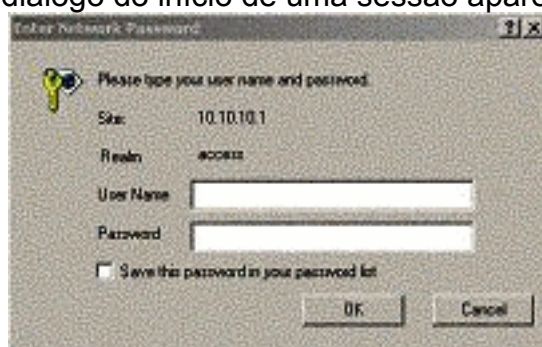 diálogo do início de uma sessão apare
Enter Network Password
Please type your user name and password.
Site: 10.10.10.1
Realm access
User Name
Password
Save this password in your password list
OK Cancel